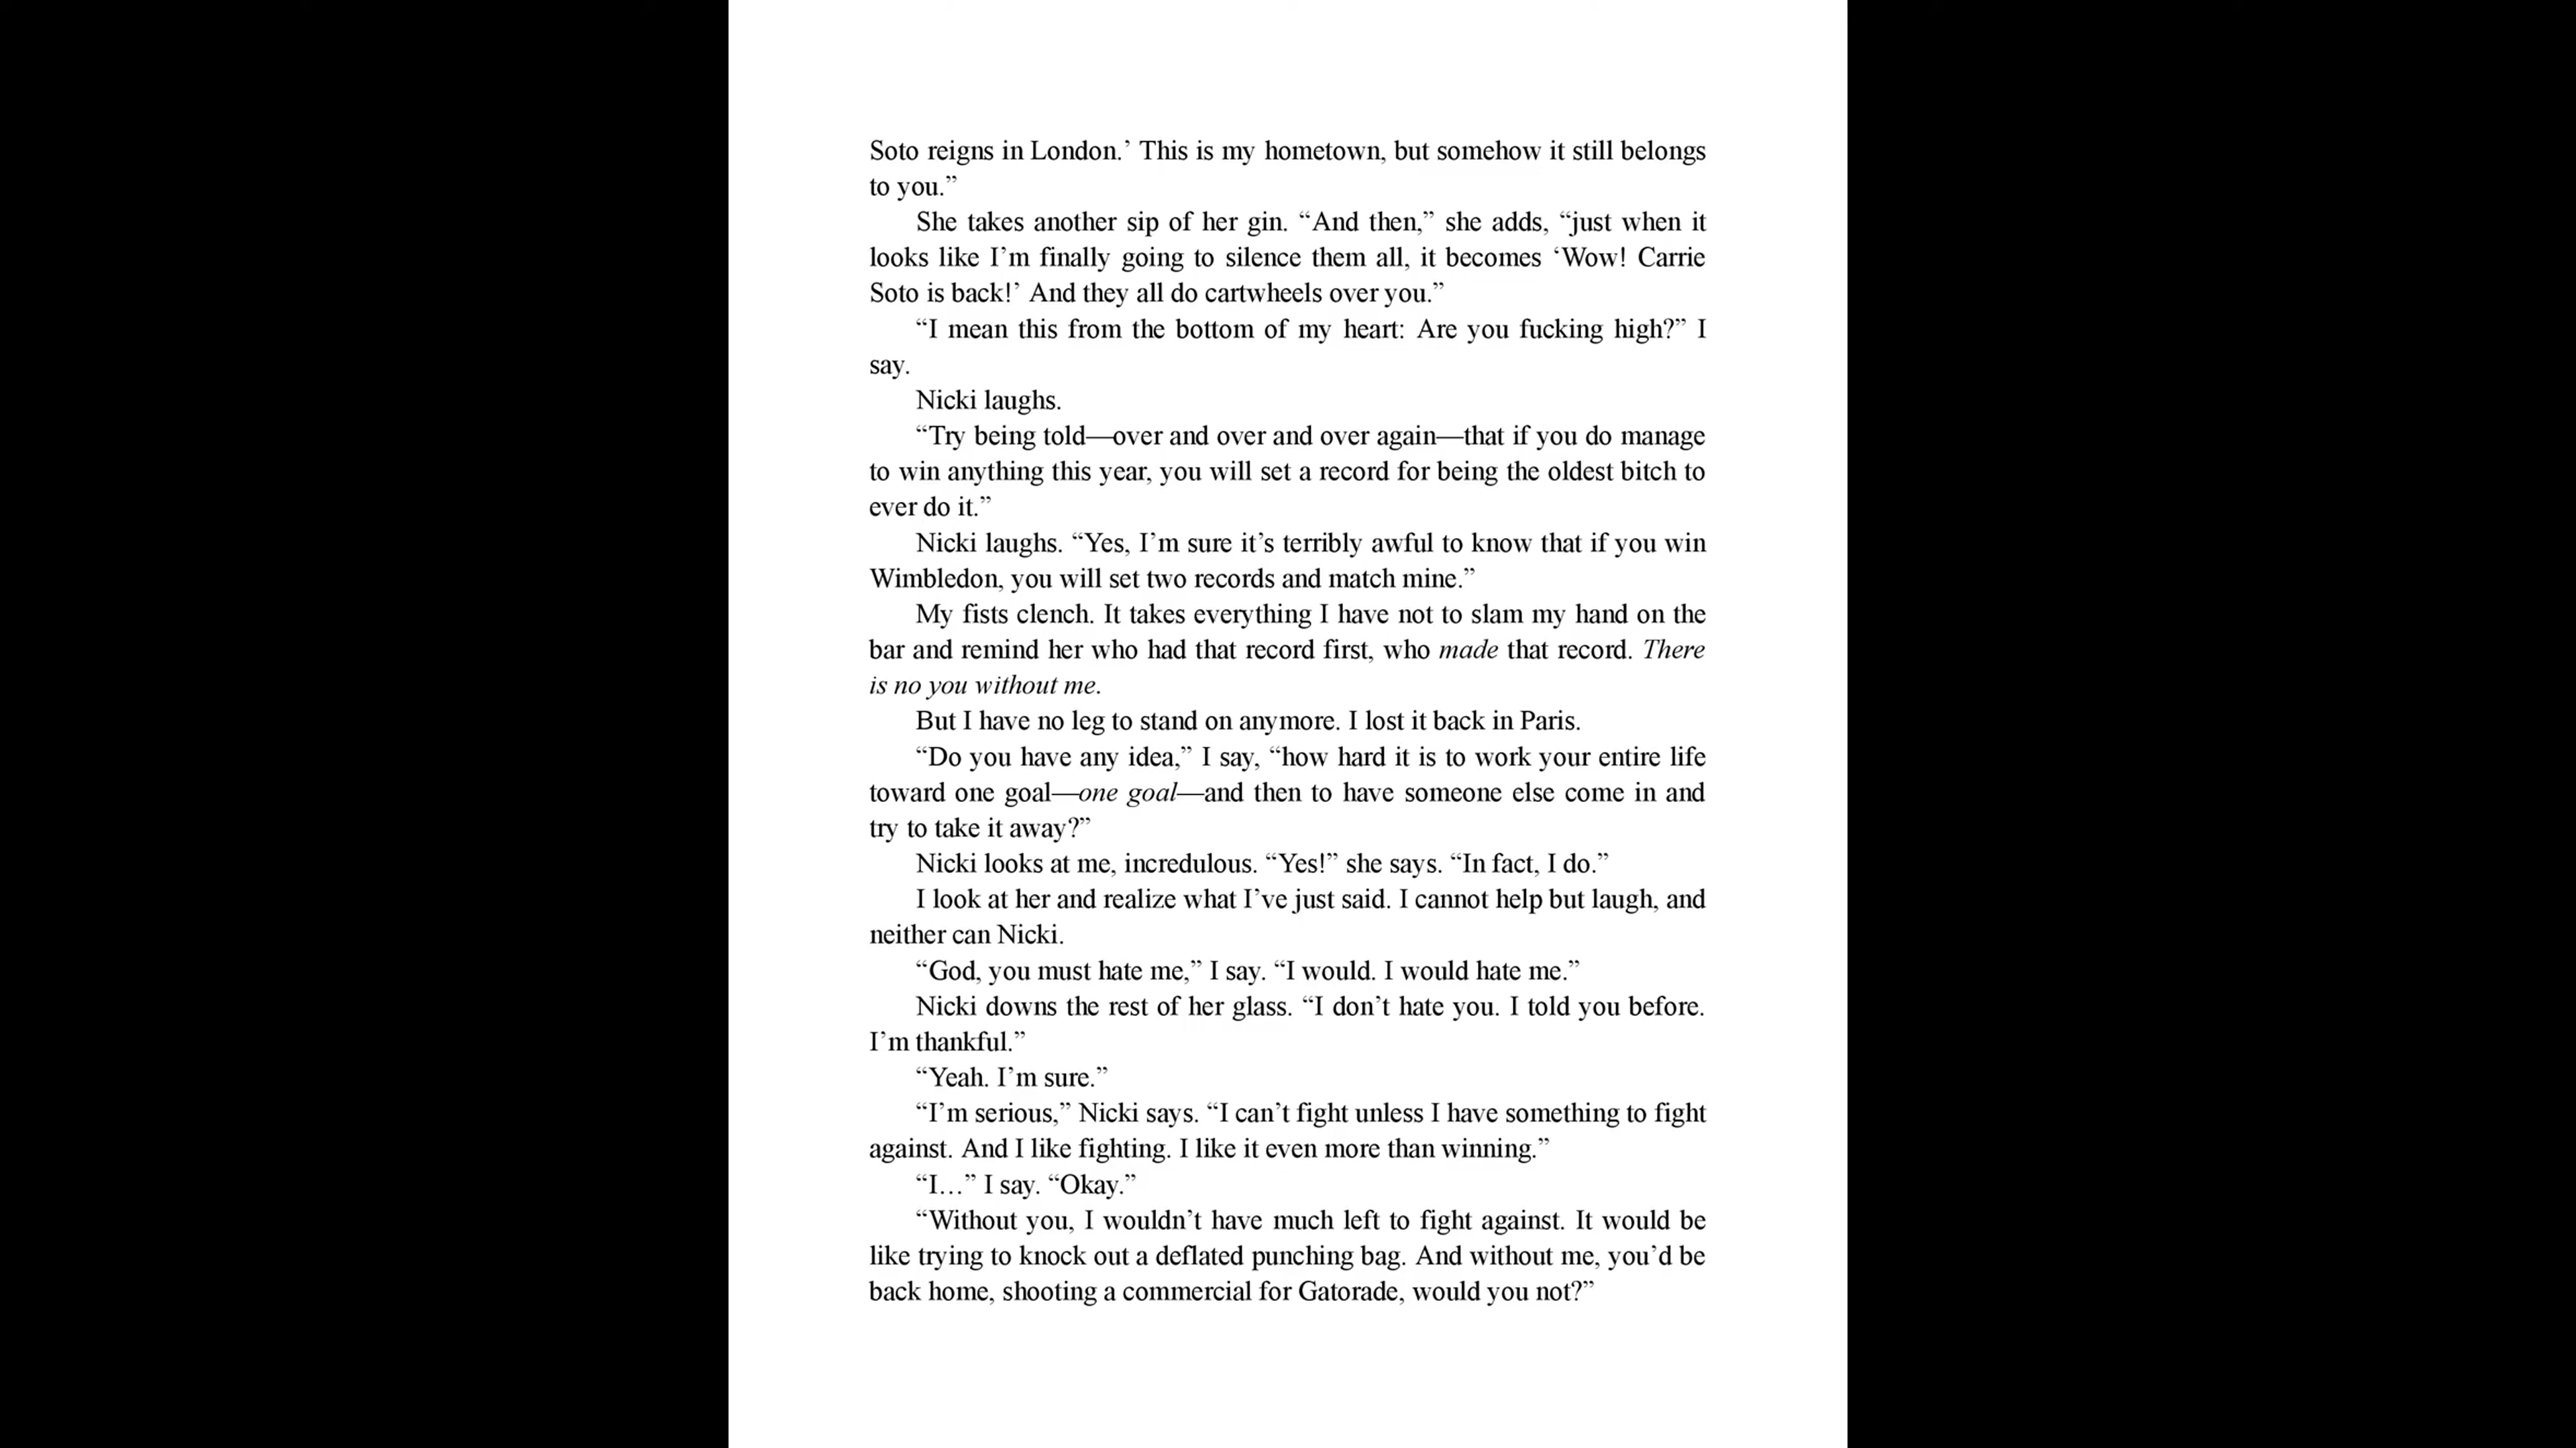 Soto reigns in London.’ This is my hometown, but somehow it still belongs
to you.”
She takes another sip of her gin. “And then,” she adds, “just when it
looks like I’m finally going to silence them all, it becomes ‘Wow! Carrie
Soto is back!’ And they all do cartwheels over you.”
“I mean this from the bottom of my heart: Are you fucking high?” I
say.
Nicki laughs.
“Try being told—over and over and over again—that if you do manage
to win anything this year, you will set a record for being the oldest bitch to
ever do it.”
Nicki laughs. “Yes, I’m sure it’s terribly awful to know that if you win
Wimbledon, you will set two records and match mine.”
My fists clench. It takes everything I have not to slam my hand on the
bar and remind her who had that record first, who made that record. There
is no you without me.
But I have no leg to stand on anymore. I lost it back in Paris.
“Do you have any idea,” I say, “how hard it is to work your entire life
toward one goal—one goal—and then to have someone else come in and
try to take it away?”
Nicki looks at me, incredulous. “Yes!” she says. “In fact, I do.”
I look at her and realize what I’ve just said. I cannot help but laugh, and
neither can Nicki.
“God, you must hate me,” I say. “I would. I would hate me.”
Nicki downs the rest of her glass. “I don’t hate you. I told you before.
I’m thankful.”
“Yeah. I’m sure.”
“I’m serious,” Nicki says. “I can’t fight unless I have something to fight
against. And I like fighting. I like it even more than winning.”
“I…” I say. “Okay.”
“Without you, I wouldn’t have much left to fight against. It would be
like trying to knock out a deflated punching bag. And without me, you’d be
back home, shooting a commercial for Gatorade, would you not?”